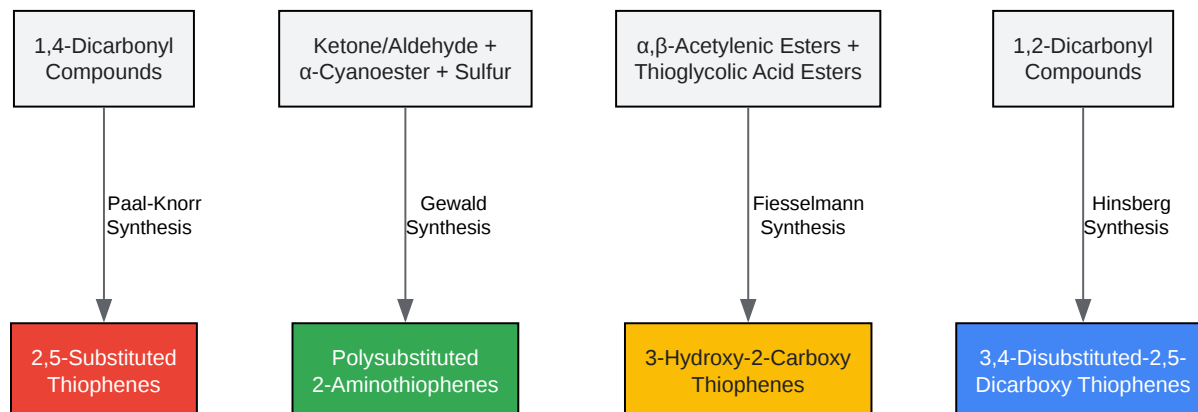 1,4-Dicarbonyl
Compounds
Ketone/Aldehyde +
α-Cyanoester + Sulfur
α,β-Acetylenic Esters +
Thioglycolic Acid Esters
1,2-Dicarbonyl
Compounds
Paal-Knorr
Synthesis
Gewald
Synthesis
Fiesselmann
Synthesis
Hinsberg
Synthesis
2,5-Substituted
Thiophenes
Polysubstituted
2-Aminothiophenes
3-Hydroxy-2-Carboxy
Thiophenes
3,4-Disubstituted-2,5-
Dicarboxy Thiophenes